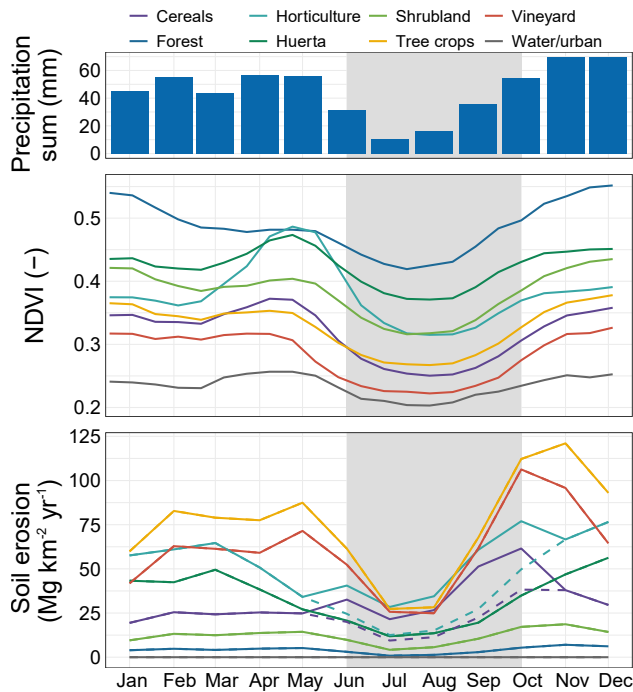 Cereals Horticulture Shrubland Vineyard
Forest Huerta Tree crops Water/urban
Precipitation
sum (mm)
60
40
20
0
NDVI (−)
0.5
0.4
0.3
0.2
Soil erosion
(Mg km-2 yr-1)
125
100
75
50
25
0
Jan Feb Mar Apr May Jun Jul Aug Sep Oct Nov Dec